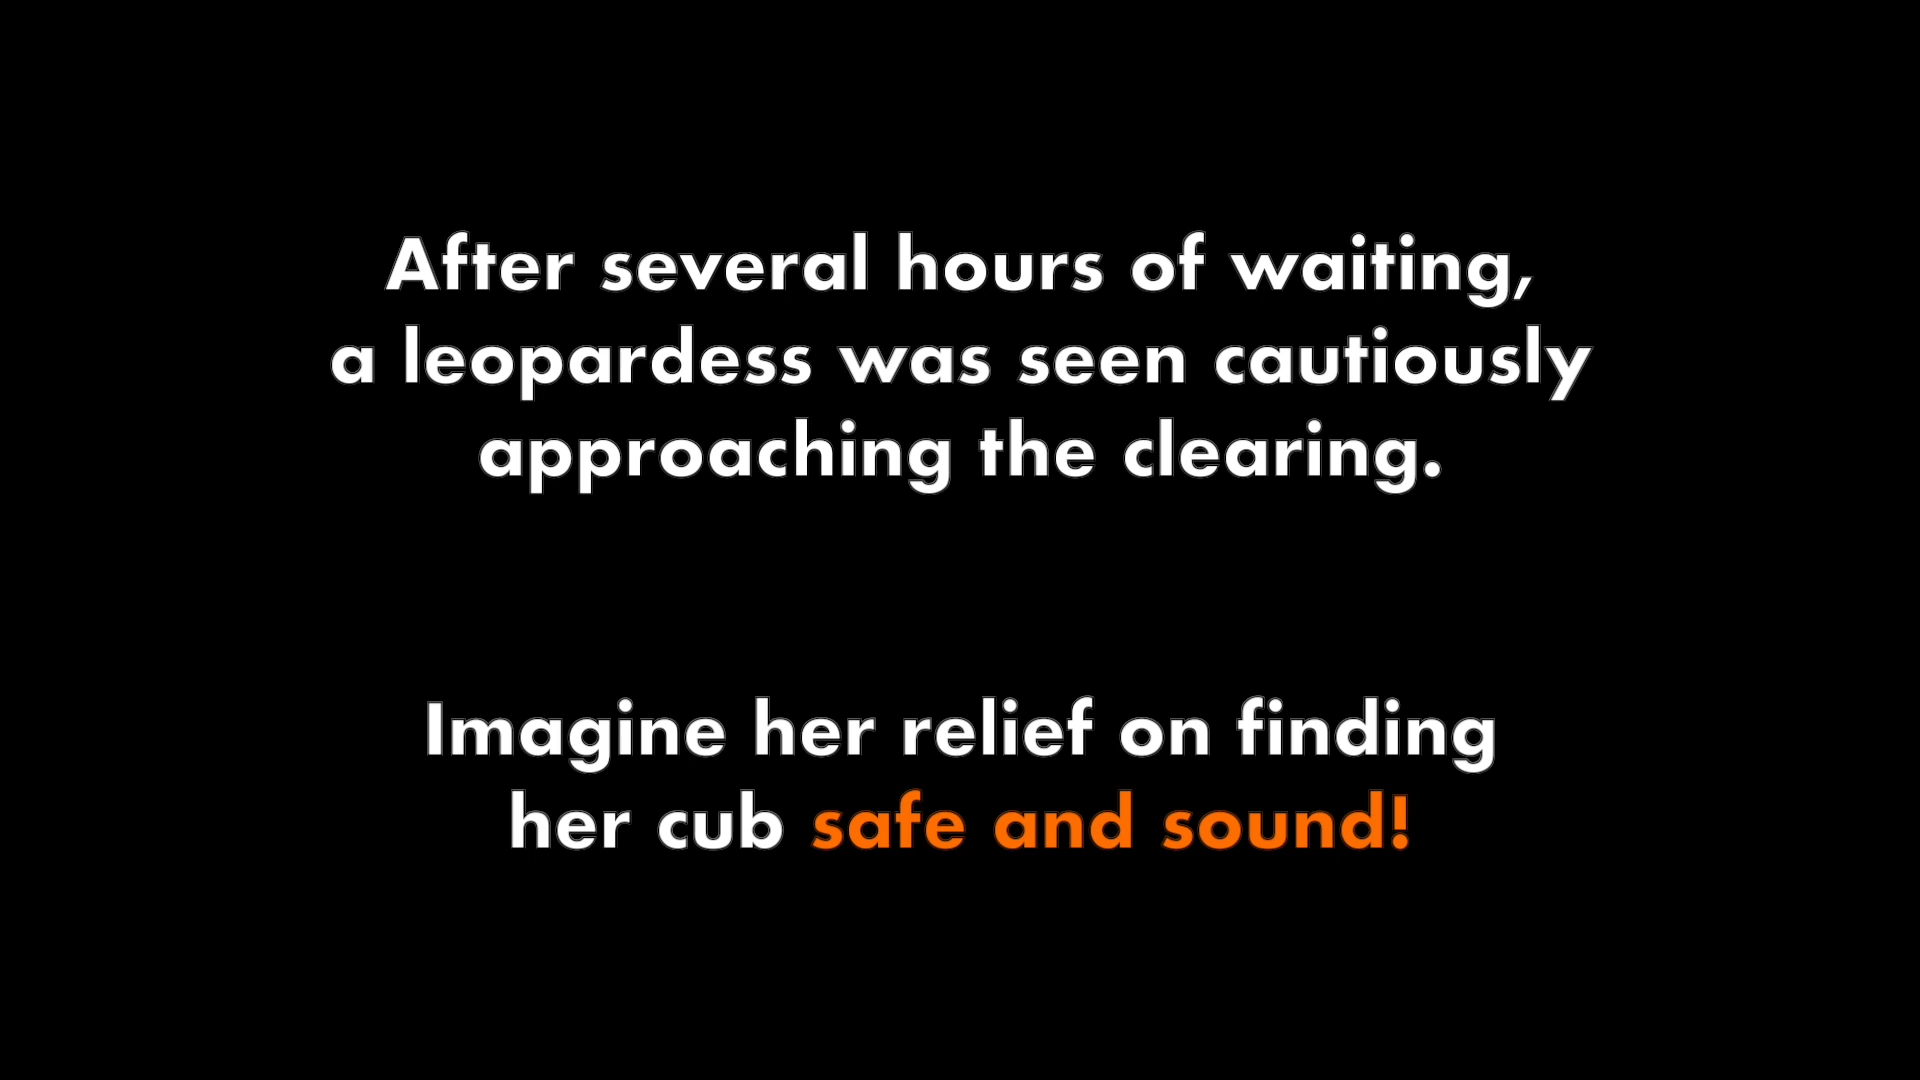 After several hours of waiting,
a leopardess was seen cautiously
approaching the clearing.
Imagine her relief on finding
her cub safe and sound!